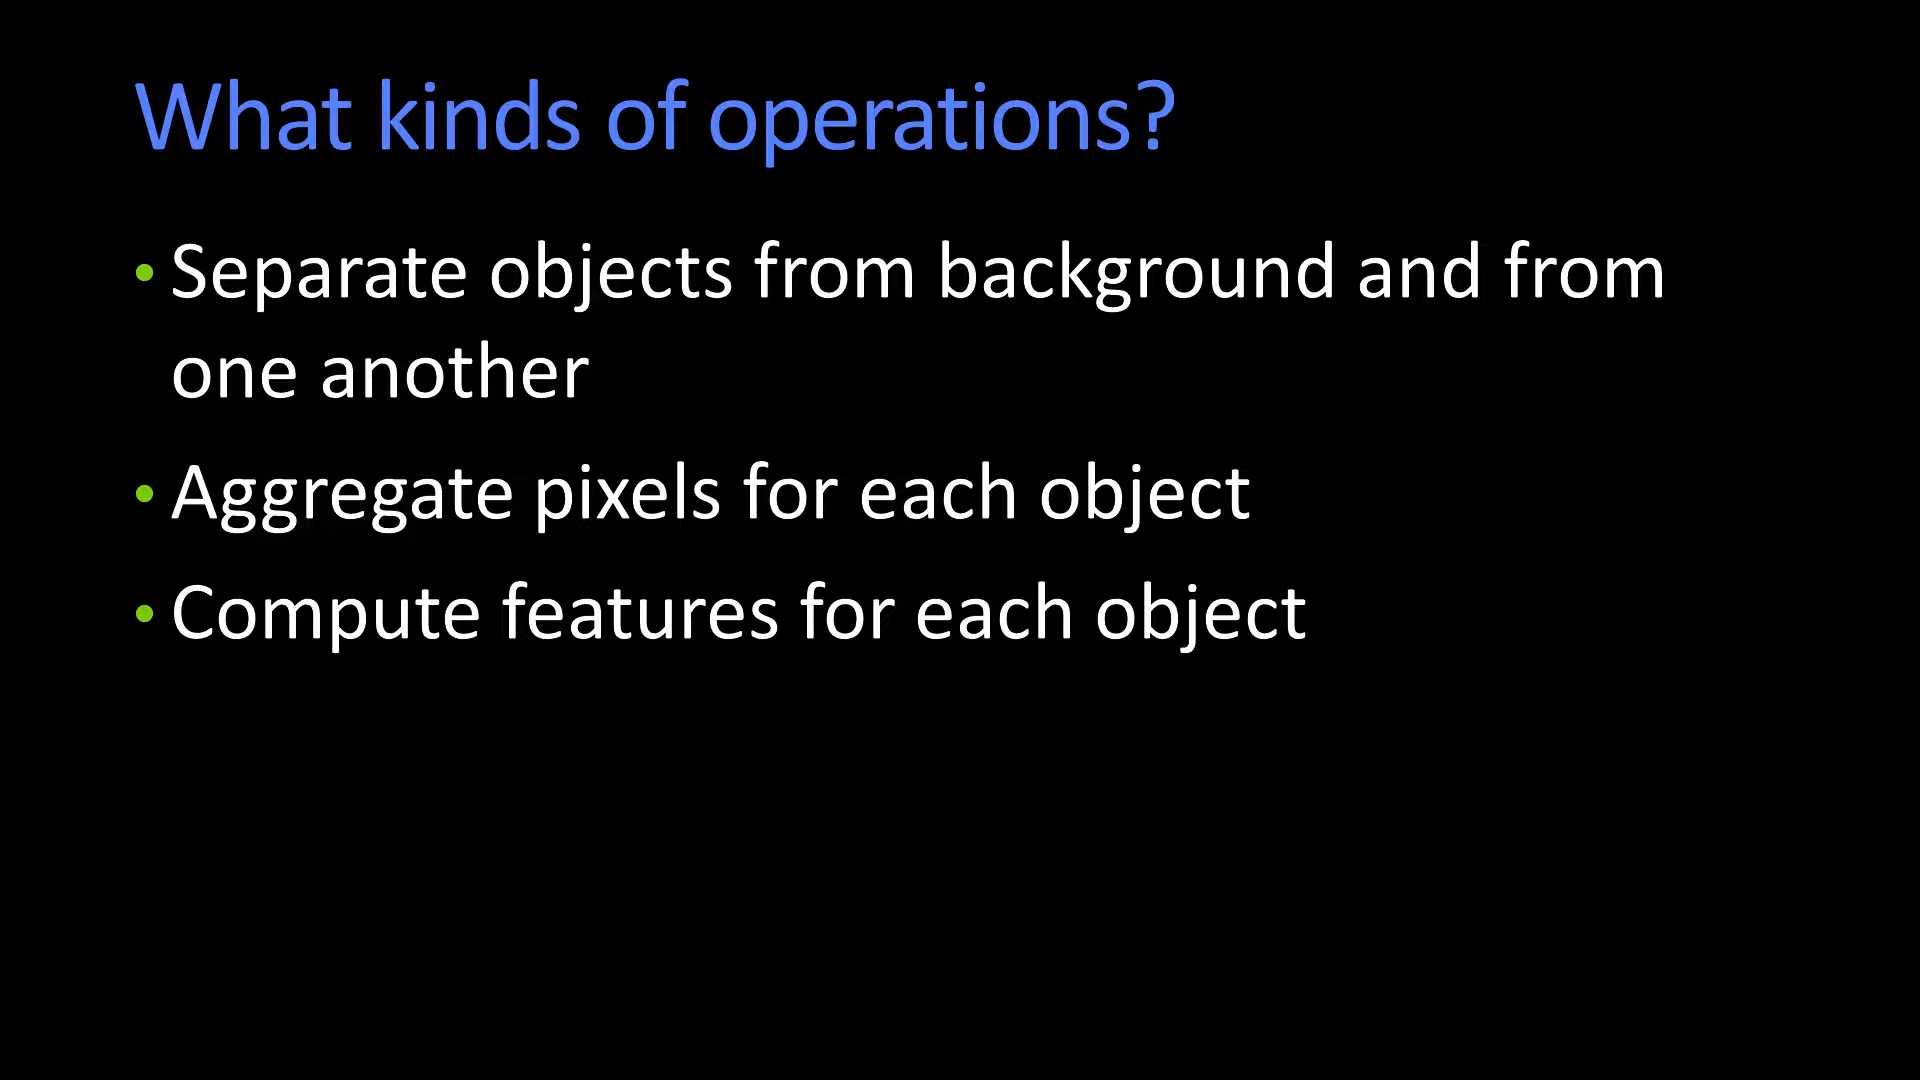 What kinds of operations?
• Separate objects from background and from
one another
• Aggregate pixels for each object
• Compute features for each object